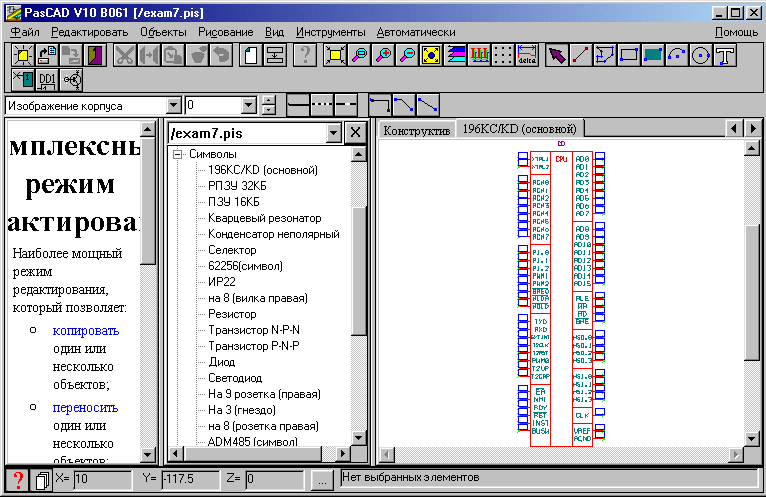 PasCAD V10 B061 [/exam7.pis]
Файл Редактировать Объекты Рисование Вид Инструменты Автоматически Помощь
DD1
delta
Изображение корпуса 0
мплексны
режим
актирова
Наиболее мощный
режим
редактирования,
который позволяет:
копировать
один или
несколько
объектов;
переносить
один или
несколько
объектов;
/exam7.pis
Символы
196KC/KD (основной)
РПЗУ 32КБ
ПЗУ 16КБ
Кварцевый резонатор
Конденсатор неполярный
Селектор
62256(символ)
ИР22
на 8 (вилка правая)
Резистор
Транзистор N-P-N
Транзистор P-N-P
Диод
Светодиод
На 9 розетка (правая)
На 3 (гнездо)
на 8 (розетка правая)
ADM485 (символ)
Конструктив 196KC/KD (основной)
CPU
XTAL1
XTAL2
ACH0
ACH1
ACH2
ACH3
ACH4
ACH5
ACH6
ACH7
P1.0
P1.1
P1.2
PWM1
PWM2
BREQ
HLDA
HOLD
TXD
RXD
EXTINT
T2CLK
T2RST
PWM0
T2UP
T2CAP
EA
NMI
RDY
RST
INST
BUSW
AD0
AD1
AD2
AD3
AD4
AD5
AD6
AD7
AD8
AD9
AD10
AD11
AD12
AD13
AD14
AD15
ALE
WR
RD
BHE
HSO.0
HSO.1
HSO.2
HSO.3
HSI.0
HSI.1
HSI.2
HSI.3
CLK
VREF
AGND
X= 10 Y= -117.5 Z= 0 ... Нет выбранных элементов